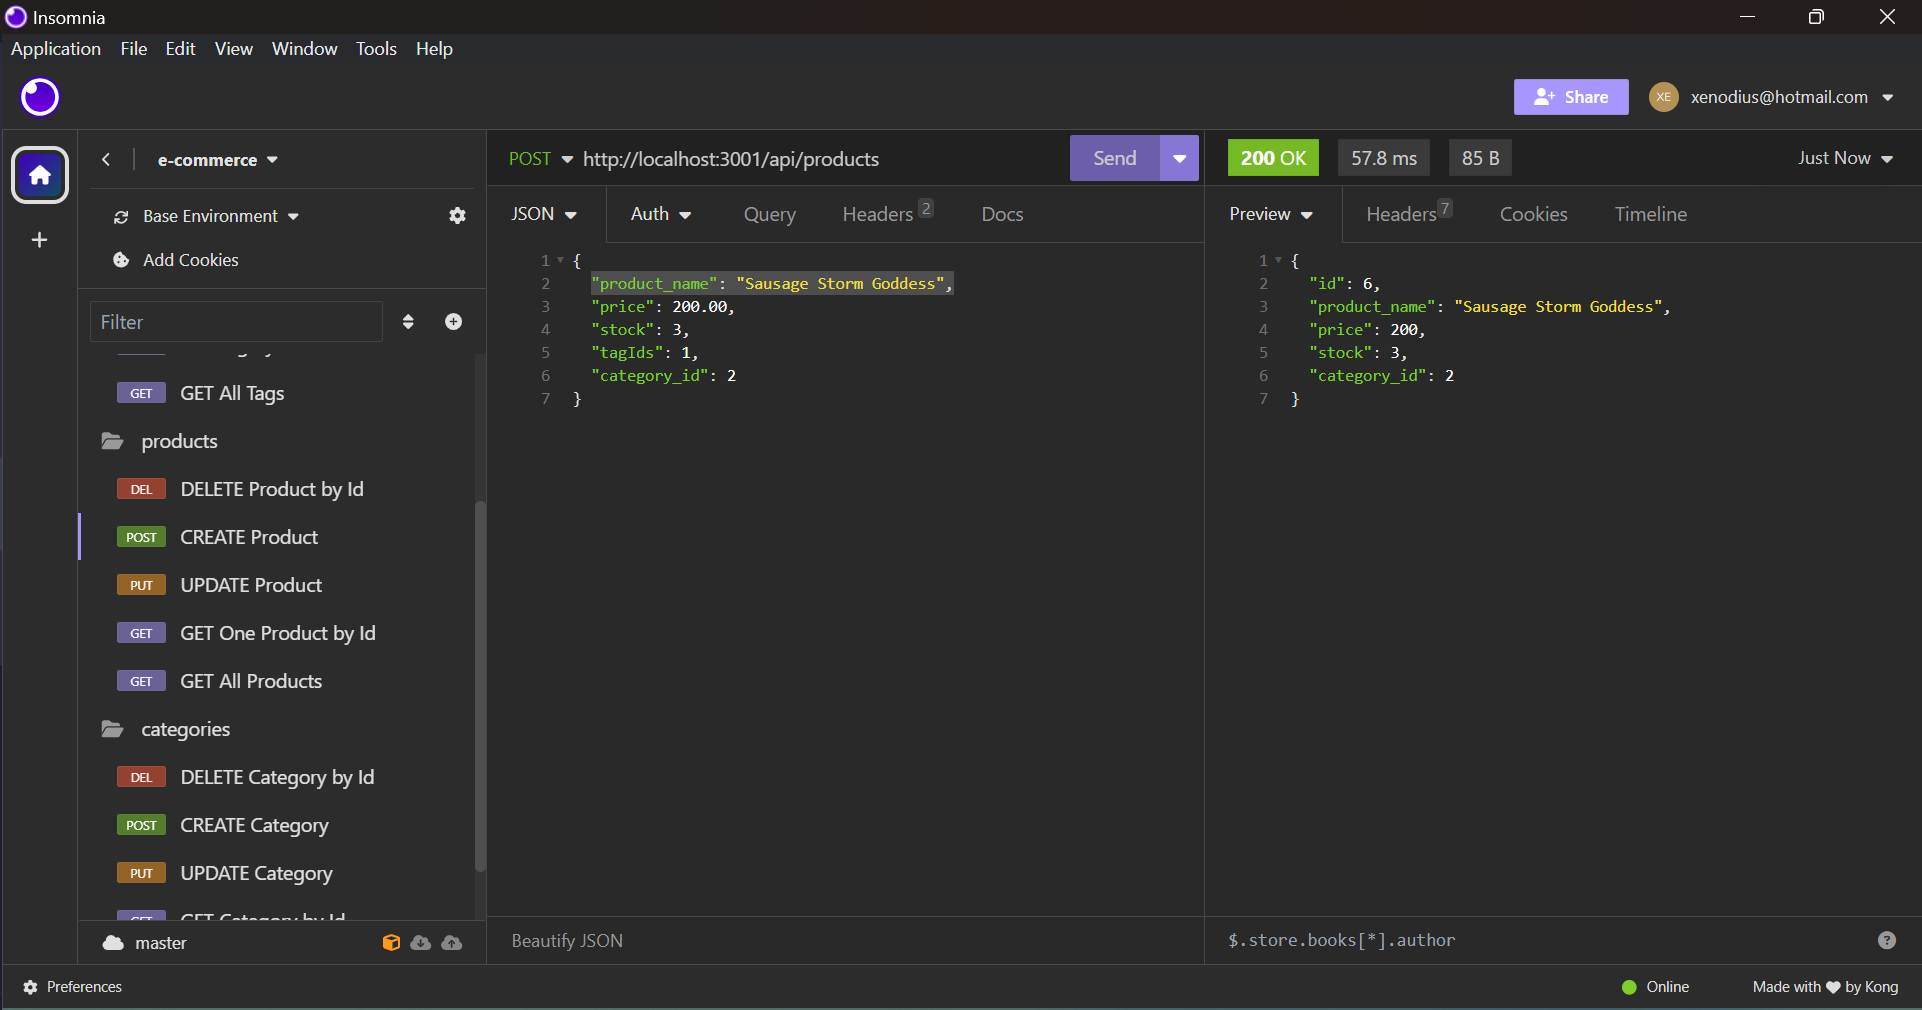 Insomnia
Application File Edit View Window Tools Help
Share
XE xenodius@hotmail.com
e-commerce
Base Environment
Add Cookies
Filter
GET GET All Tags
products
DEL DELETE Product by Id
POST CREATE Product
PUT UPDATE Product
GET GET One Product by Id
GET GET All Products
categories
DEL DELETE Category by Id
POST CREATE Category
PUT UPDATE Category
GET GET Category by Id
master
POST http://localhost:3001/api/products
Send
JSON Auth Query Headers 2 Docs
1 {
2 "product_name": "Sausage Storm Goddess",
3 "price": 200.00,
4 "stock": 3,
5 "tagIds": 1,
6 "category_id": 2
7 }
Beautify JSON
200 OK 57.8 ms 85 B Just Now
Preview Headers 7 Cookies Timeline
1 {
2 "id": 6,
3 "product_name": "Sausage Storm Goddess",
4 "price": 200,
5 "stock": 3,
6 "category_id": 2
7 }
$.store.books[*].author
?
Preferences
Online
Made with ♥ by Kong